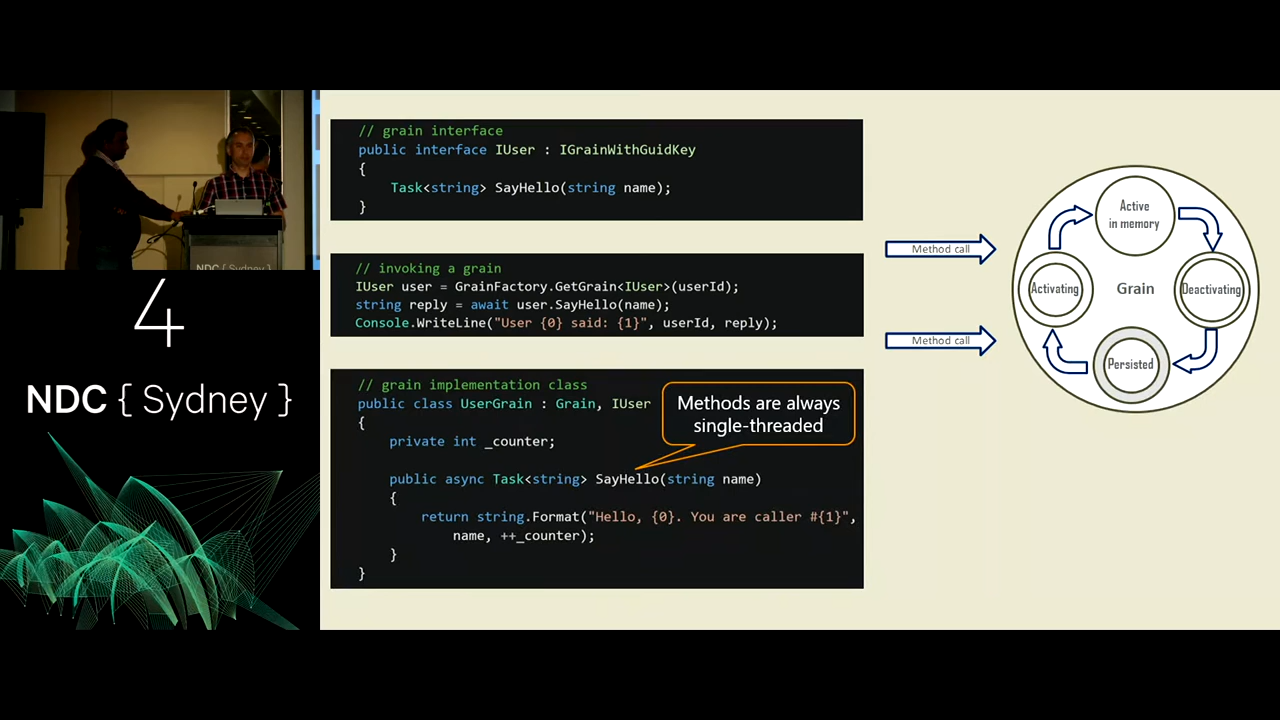 NDC { Sydney }
4
NDC { Sydney }
// grain interface
public interface IUser : IGrainWithGuidKey
{
Task<string> SayHello(string name);
}
// invoking a grain
IUser user = GrainFactory.GetGrain<IUser>(userId);
string reply = await user.SayHello(name);
Console.WriteLine("User {0} said: {1}", userId, reply);
// grain implementation class
public class UserGrain : Grain, IUser
{
private int _counter;
public async Task<string> SayHello(string name)
{
return string.Format("Hello, {0}. You are caller #{1}",
name, ++_counter);
}
}
Methods are always
single-threaded
Method call
Method call
Active
in memory
Activating
Grain
Deactivating
Persisted